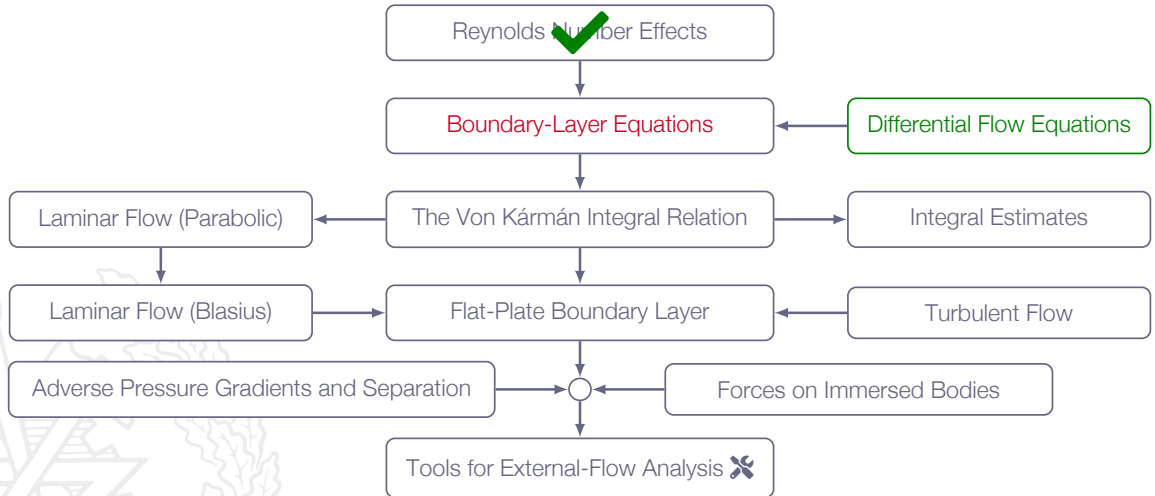 Reynolds Number Effects
Boundary-Layer Equations
Differential Flow Equations
Laminar Flow (Parabolic)
The Von Kármán Integral Relation
Integral Estimates
Laminar Flow (Blasius)
Flat-Plate Boundary Layer
Turbulent Flow
Adverse Pressure Gradients and Separation
Forces on Immersed Bodies
Tools for External-Flow Analysis